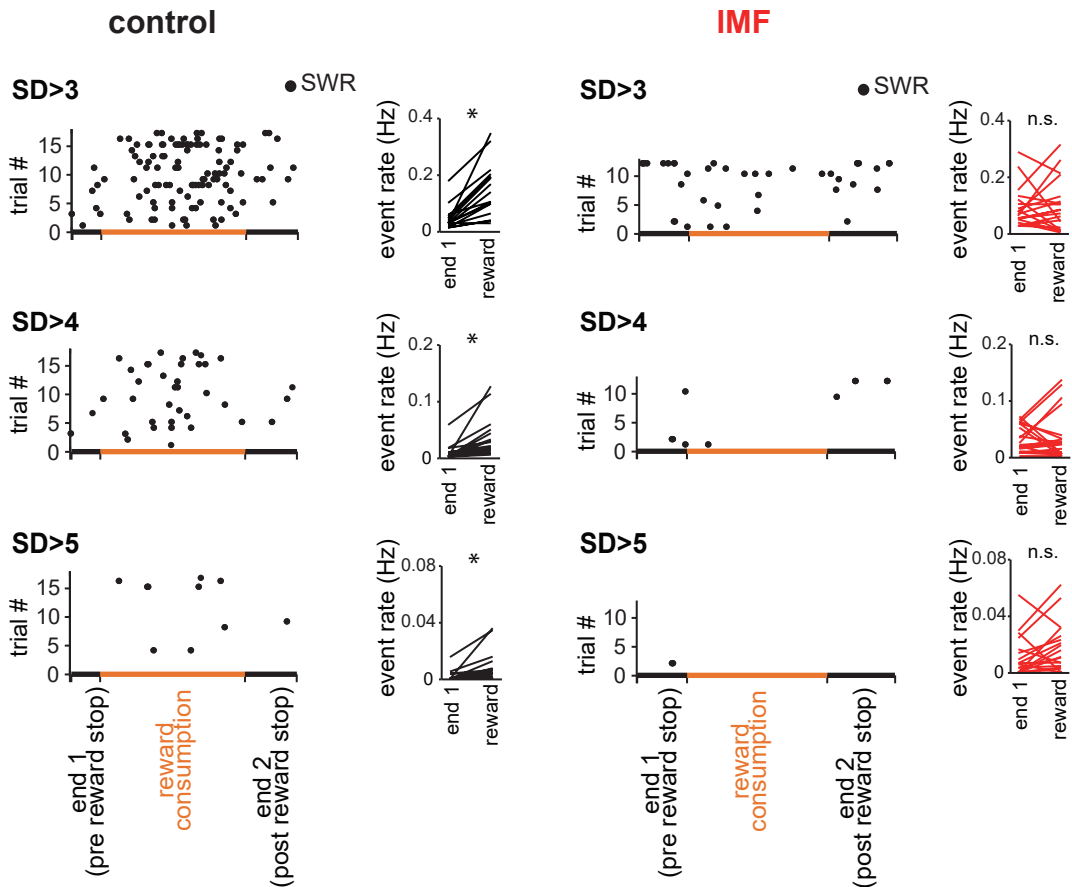 control
IMF
SD>3
SWR
trial #
15
10
5
0
event rate (Hz)
0.4
0.2
0
*
end 1
reward
SD>3
SWR
trial #
10
5
0
event rate (Hz)
0.4
0.2
0
n.s.
end 1
reward
SD>4
trial #
15
10
5
0
event rate (Hz)
0.2
0.1
0
*
end 1
reward
SD>4
trial #
10
5
0
event rate (Hz)
0.2
0.1
0
n.s.
end 1
reward
SD>5
trial #
15
10
5
0
event rate (Hz)
0.08
0.04
0
*
end 1
reward
SD>5
trial #
10
5
0
event rate (Hz)
0.08
0.04
0
n.s.
end 1
reward
end 1
(pre reward stop)
reward
consumption
end 2
(post reward stop)
end 1
(pre reward stop)
reward
consumption
end 2
(post reward stop)